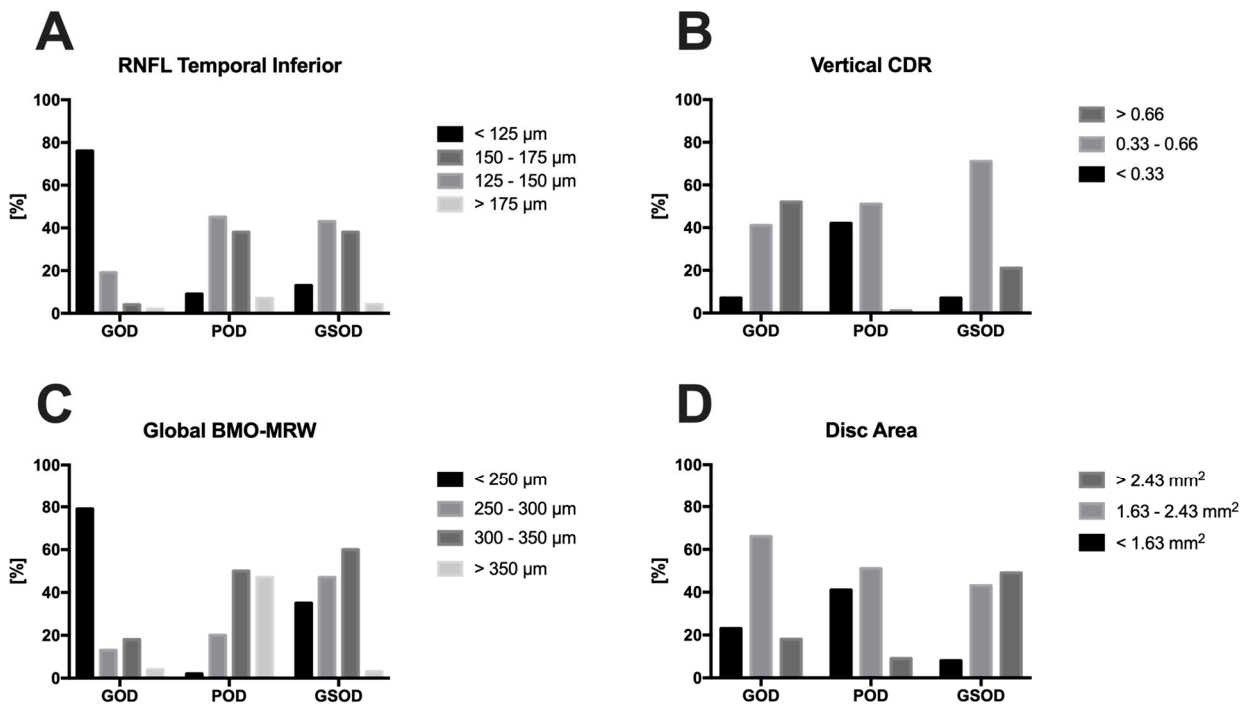 A
RNFL Temporal Inferior
[%]
100
80
60
40
20
0
GOD
POD
GSOD
< 125 µm
150 - 175 µm
125 - 150 µm
> 175 µm
B
Vertical CDR
[%]
100
80
60
40
20
0
GOD
POD
GSOD
> 0.66
0.33 - 0.66
< 0.33
C
Global BMO-MRW
[%]
100
80
60
40
20
0
GOD
POD
GSOD
< 250 µm
250 - 300 µm
300 - 350 µm
> 350 µm
D
Disc Area
[%]
100
80
60
40
20
0
GOD
POD
GSOD
> 2.43 mm²
1.63 - 2.43 mm²
< 1.63 mm²